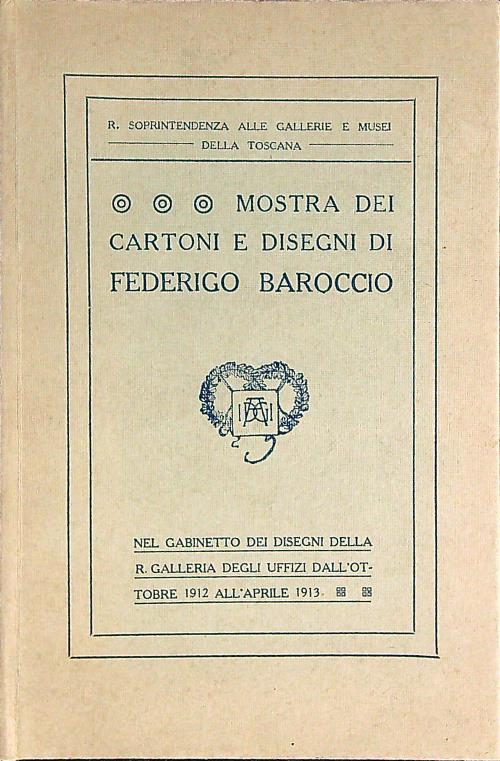 R. SOPRINTENDENZA ALLE GALLERIE E MUSEI
DELLA TOSCANA
MOSTRA DEI
CARTONI E DISEGNI DI
FEDERIGO BAROCCIO
NEL GABINETTO DEI DISEGNI DELLA
R. GALLERIA DEGLI UFFIZI DALL'OT-
TOBRE 1912 ALL'APRILE 1913